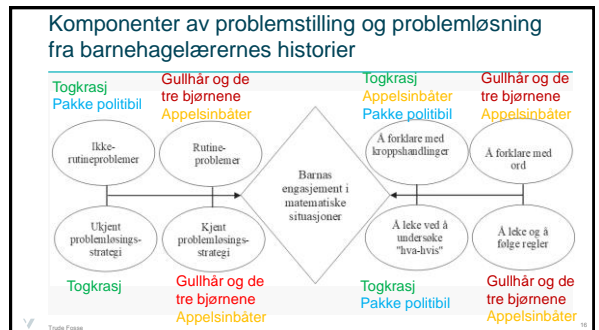 Komponenter av problemstilling og problemløsning
fra barnehagelærernes historier
Togkrasj
Pakke politibil
Gullhår og de
tre bjørnene
Appelsinbåter
Togkrasj
Appelsinbåter
Pakke politibil
Gullhår og de
tre bjørnene
Appelsinbåter
Ikke-
rutineproblemer
Rutine-
problemer
Barnas
engasjement i
matematiske
situasjoner
Å forklare med
kroppshandlinger
Å forklare med
ord
Ukjent
problemløsings-
strategi
Kjent
problemløsings-
strategi
Å leke ved å
undersøke
"hva-hvis"
Å leke og å
følge regler
Togkrasj
Gullhår og de
tre bjørnene
Appelsinbåter
Togkrasj
Pakke politibil
Gullhår og de
tre bjørnene
Appelsinbåter
Trude Fosse
16